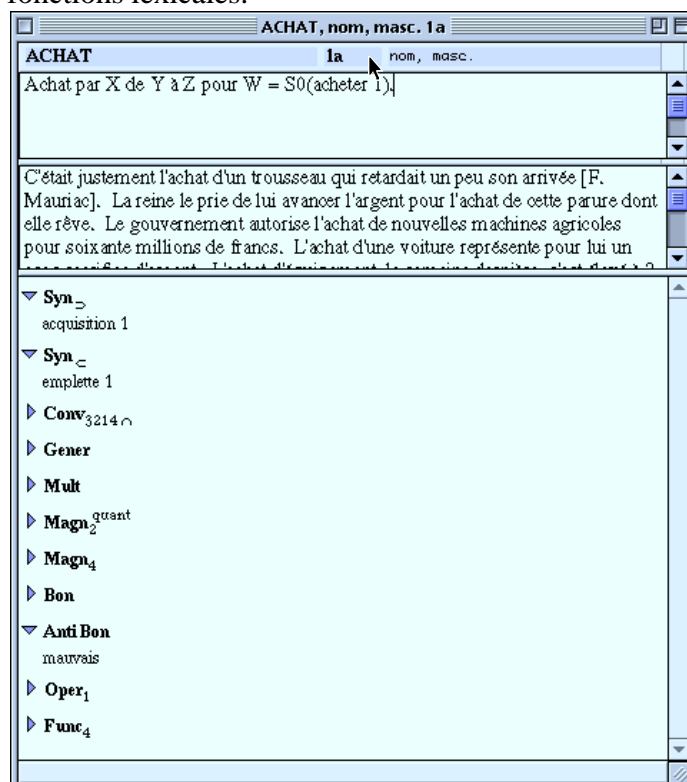 fonctions lexicales.
ACHAT, nom, masc. 1a
ACHAT 1a nom, masc.
Achat par X de Y à Z pour W = S0(acheter 1).
C'était justement l'achat d'un trousseau qui retardait un peu son arrivée [F.
Mauriac]. La reine le prie de lui avancer l'argent pour l'achat de cette parure dont
elle rêve. Le gouvernement autorise l'achat de nouvelles machines agricoles
pour soixante millions de francs. L'achat d'une voiture représente pour lui un
Syn⊃
acquisition 1
Syn⊂
emplette 1
Conv3214∩
Gener
Mult
Magn2quant
Magn4
Bon
AntiBon
mauvais
Oper1
Func4